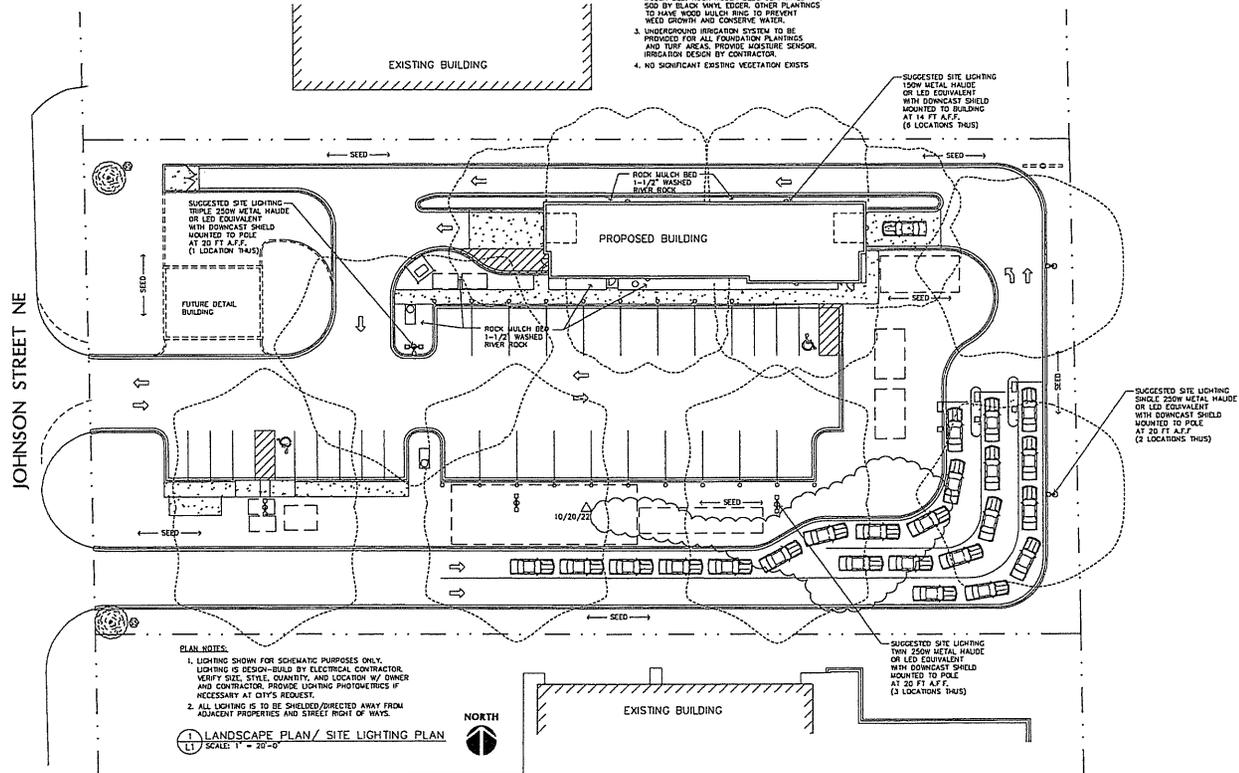 SOD BY BLACK VINYL EDGER. OTHER PLANTINGS
TO HAVE WOOD MULCH RING TO PREVENT
WEED GROWTH AND CONSERVE WATER.
3. UNDERGROUND IRRIGATION SYSTEM TO BE
PROVIDED FOR ALL FOUNDATION PLANTINGS
AND TURF AREAS. PROVIDE MOISTURE SENSOR.
IRRIGATION DESIGN BY CONTRACTOR.
4. NO SIGNIFICANT EXISTING VEGETATION EXISTS
EXISTING BUILDING
SUGGESTED SITE LIGHTING
150W METAL HALIDE
OR LED EQUIVALENT
WITH DOWNCAST SHIELD
MOUNTED TO BUILDING
AT 14 FT A.F.F.
(6 LOCATIONS THUS)
SEED
SEED
ROCK MULCH BED
1-1/2" WASHED
RIVER ROCK
SUGGESTED SITE LIGHTING
TRIPLE 250W METAL HALIDE
OR LED EQUIVALENT
WITH DOWNCAST SHIELD
MOUNTED TO POLE
AT 20 FT A.F.F.
(1 LOCATION THUS)
PROPOSED BUILDING
SEED
SEED
FUTURE DETAIL
BUILDING
ROCK MULCH BED
1-1/2" WASHED
RIVER ROCK
JOHNSON STREET NE
SEED
SUGGESTED SITE LIGHTING
SINGLE 250W METAL HALIDE
OR LED EQUIVALENT
WITH DOWNCAST SHIELD
MOUNTED TO POLE
AT 20 FT A.F.F
(2 LOCATIONS THUS)
SEED
10/20/22
SEED
SEED
SUGGESTED SITE LIGHTING
TWIN 250W METAL HALIDE
OR LED EQUIVALENT
WITH DOWNCAST SHIELD
MOUNTED TO POLE
AT 20 FT A.F.F.
(3 LOCATIONS THUS)
PLAN NOTES:
1. LIGHTING SHOWN FOR SCHEMATIC PURPOSES ONLY.
LIGHTING IS DESIGN-BUILD BY ELECTRICAL CONTRACTOR.
VERIFY SIZE, STYLE, QUANTITY, AND LOCATION W/ OWNER
AND CONTRACTOR. PROVIDE LIGHTING PHOTOMETRICS IF
NECESSARY AT CITY'S REQUEST.
2. ALL LIGHTING IS TO BE SHIELDED/DIRECTED AWAY FROM
ADJACENT PROPERTIES AND STREET RIGHT OF WAYS.
EXISTING BUILDING
NORTH
1
L1
LANDSCAPE PLAN/ SITE LIGHTING PLAN
SCALE: 1" = 20'-0"